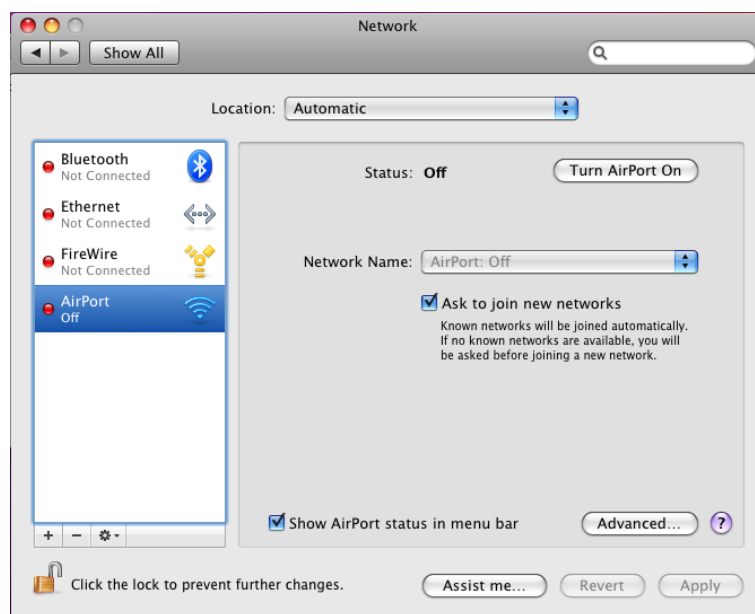 Network
Show All
Location: Automatic
Bluetooth
Not Connected
Ethernet
Not Connected
FireWire
Not Connected
AirPort
Off
Status: Off
Turn AirPort On
Network Name: AirPort: Off
Ask to join new networks
Known networks will be joined automatically.
If no known networks are available, you will
be asked before joining a new network.
Show AirPort status in menu bar
Advanced...
?
Click the lock to prevent further changes.
Assist me...
Revert
Apply